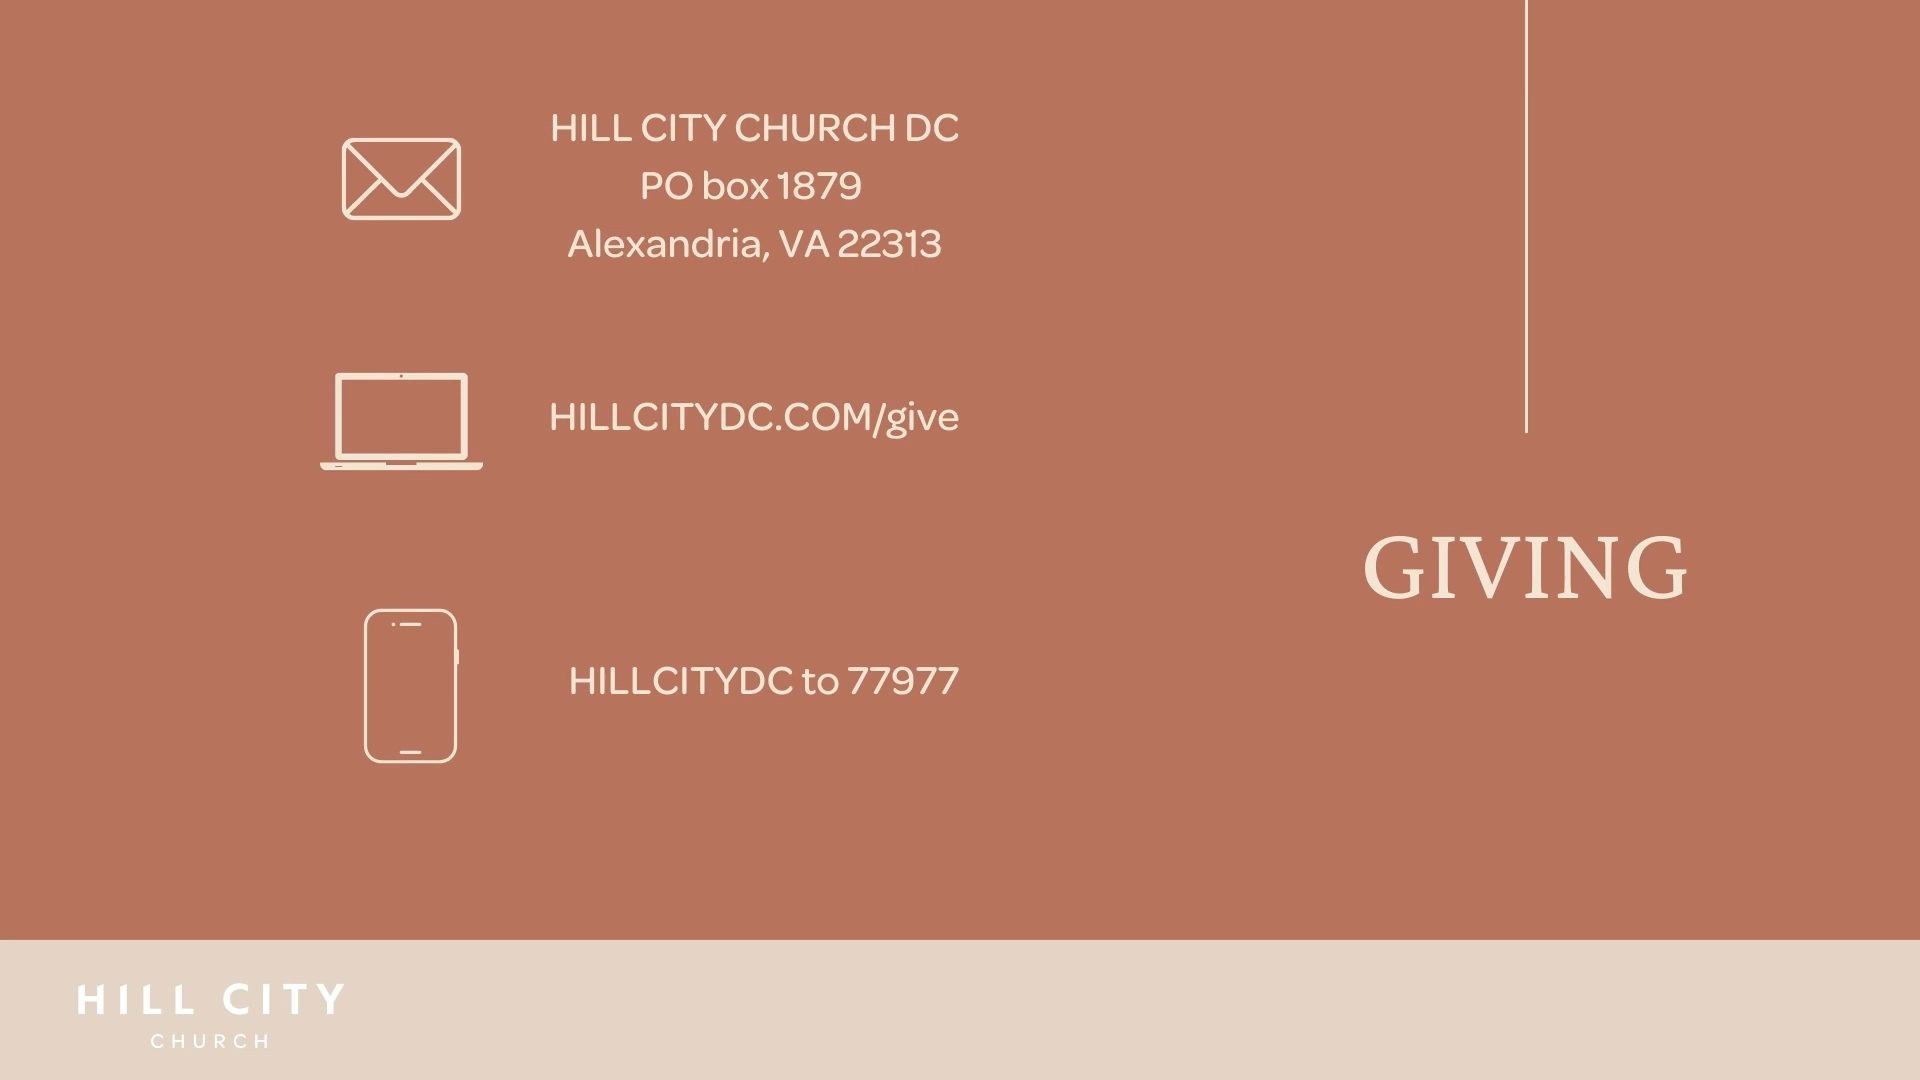 HILL CITY CHURCH DC
PO box 1879
Alexandria, VA 22313
HILLCITYDC.COM/give
HILLCITYDC to 77977
GIVING
HILL CITY
CHURCH